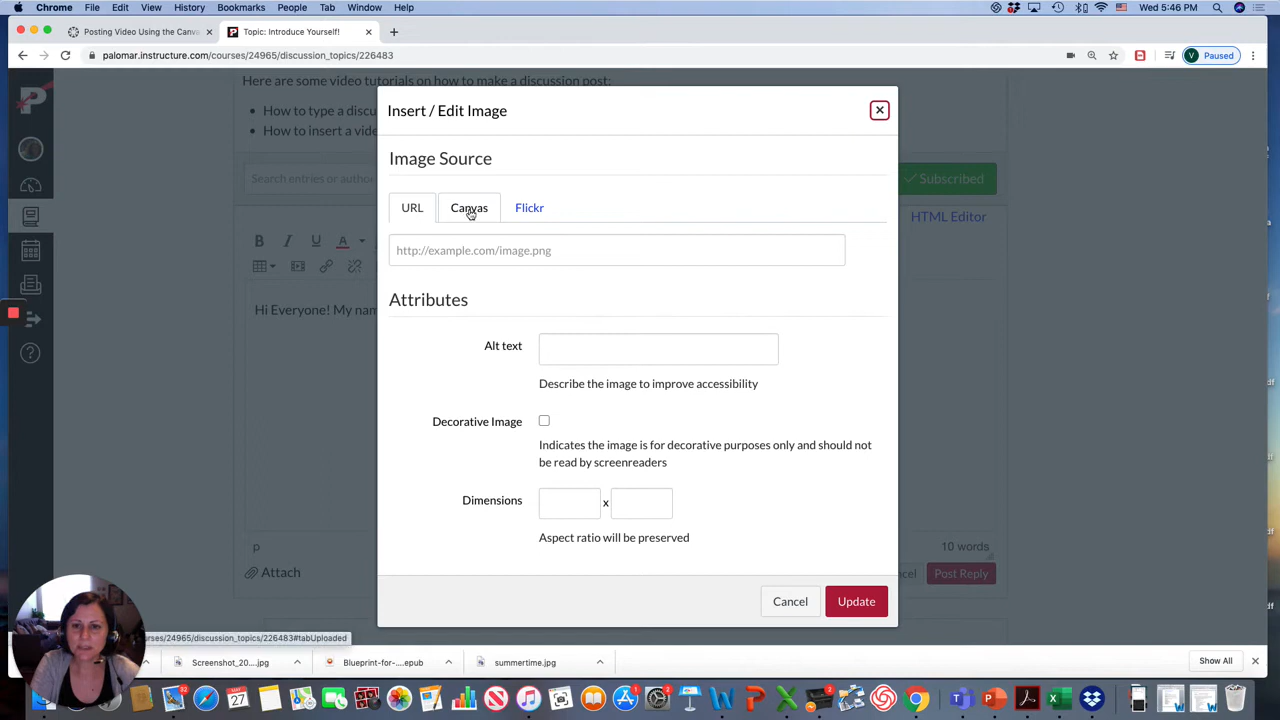 Chrome File Edit View History Bookmarks People Tab Window Help Wed 5:46 PM
Posting Video Using the Canva Topic: Introduce Yourself!
palomar.instructure.com/courses/24965/discussion_topics/226483 Paused
Here are some video tutorials on how to make a discussion post:
How to type a discu
How to insert a vide
Search entries or autho Subscribed
HTML Editor
Hi Everyone! My nam
p 10 words
Attach ncel Post Reply
Insert / Edit Image
Image Source
URL Canvas Flickr
http://example.com/image.png
Attributes
Alt text
Describe the image to improve accessibility
Decorative Image
Indicates the image is for decorative purposes only and should not
be read by screenreaders
Dimensions x
Aspect ratio will be preserved
Cancel Update
urses/24965/discussion_topics/226483#tabUploaded
Screenshot_20....jpg Blueprint-for-....epub summertime.jpg Show All